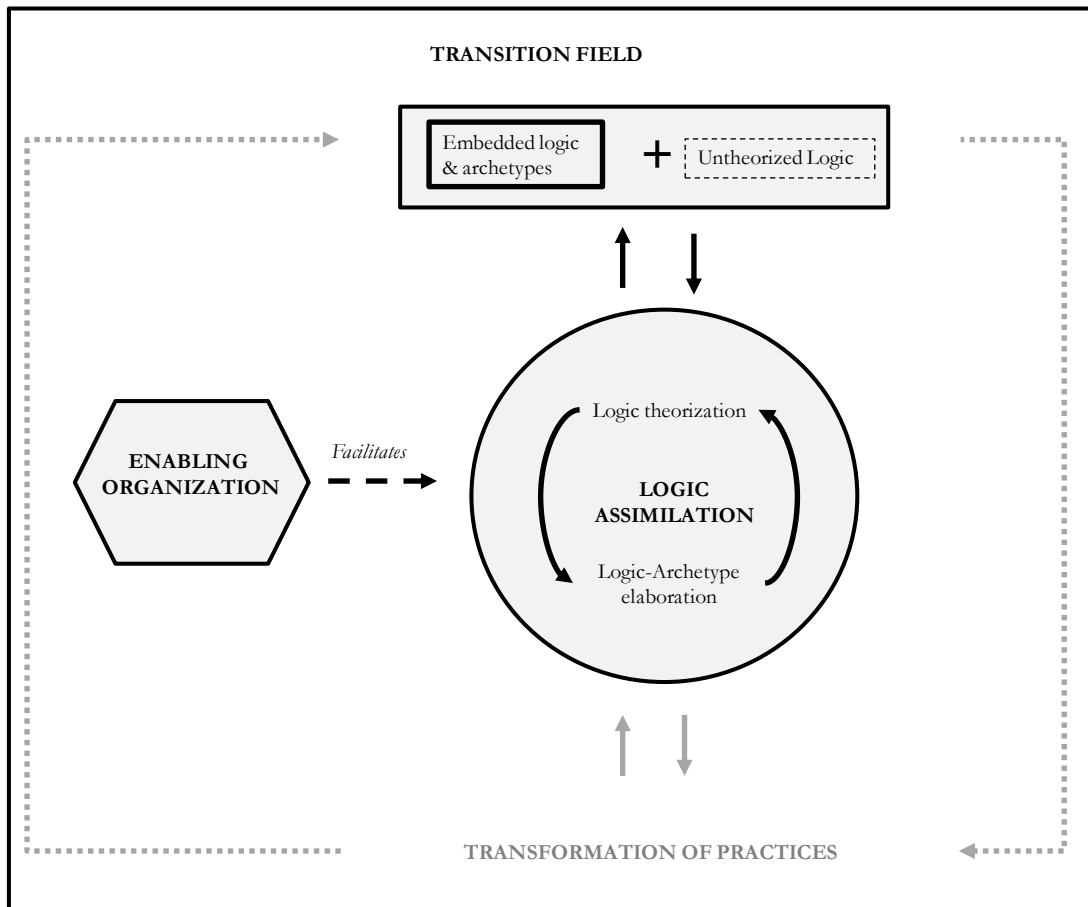 TRANSITION FIELD
Embedded logic
& archetypes
+
Untheorized Logic
Logic theorization
Facilitates
ENABLING
ORGANIZATION
LOGIC
ASSIMILATION
Logic-Archetype
elaboration
TRANSFORMATION OF PRACTICES